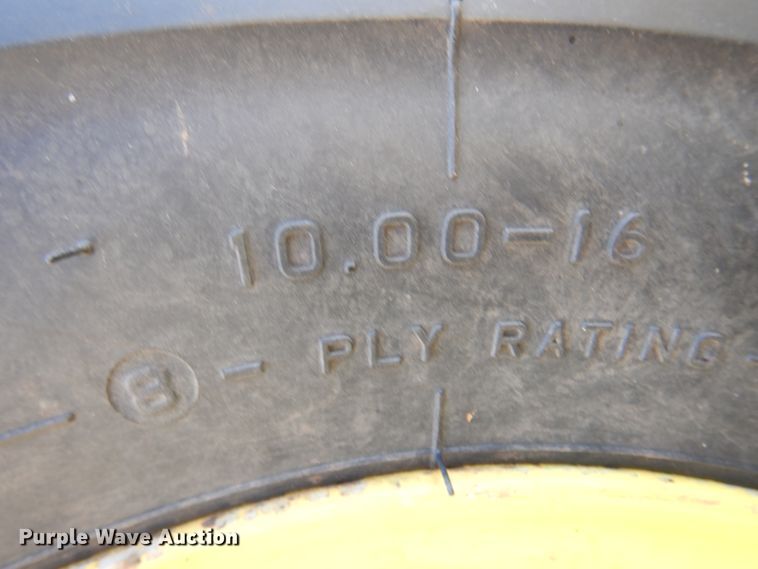 10.00-16
8 - PLY RATING -
Purple Wave Auction®